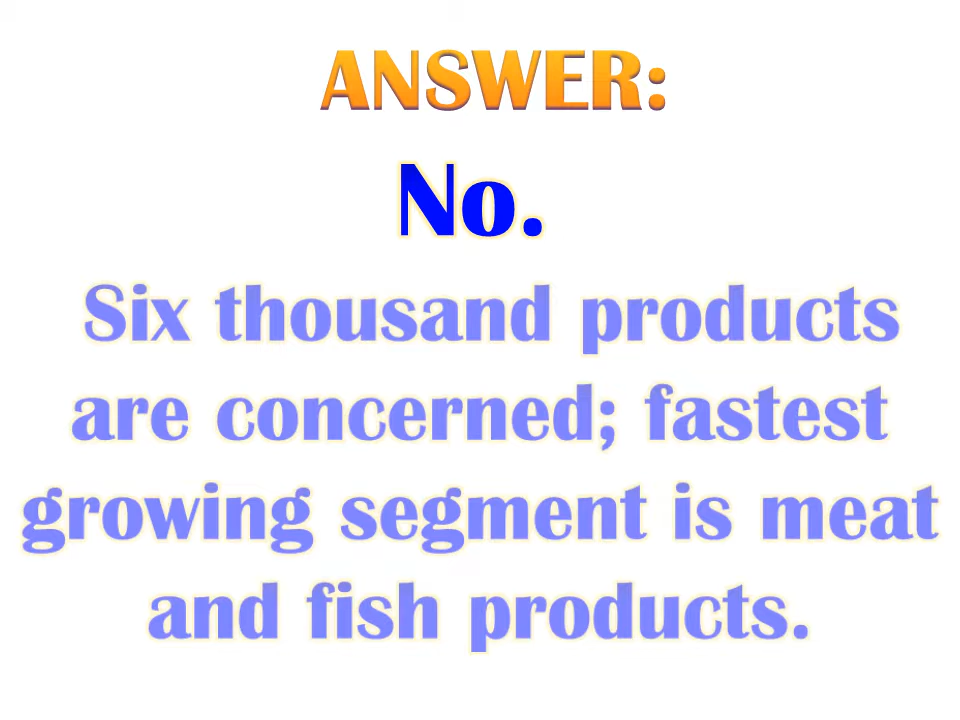 ANSWER:
No.
Six thousand products
are concerned; fastest
growing segment is meat
and fish products.